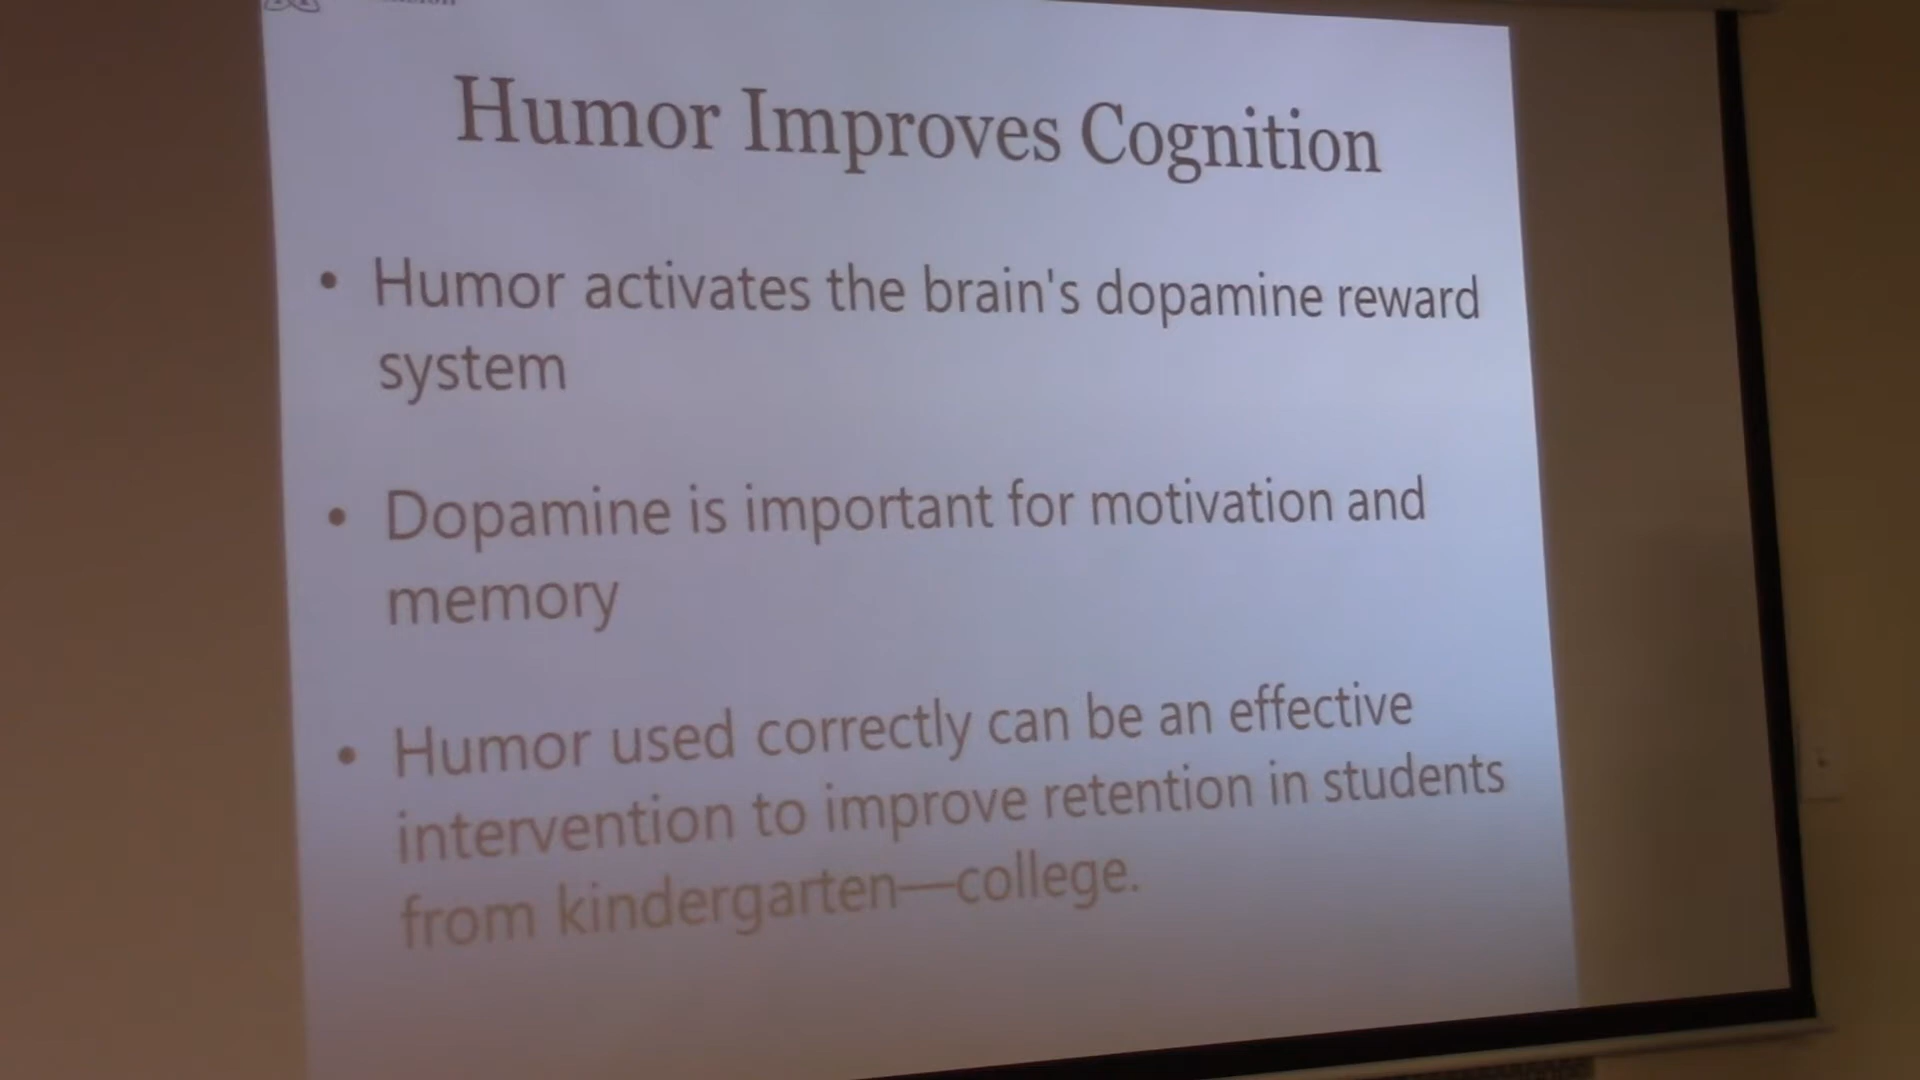 Humor Improves Cognition
• Humor activates the brain's dopamine reward
system
• Dopamine is important for motivation and
memory
• Humor used correctly can be an effective
intervention to improve retention in students
from kindergarten—college.